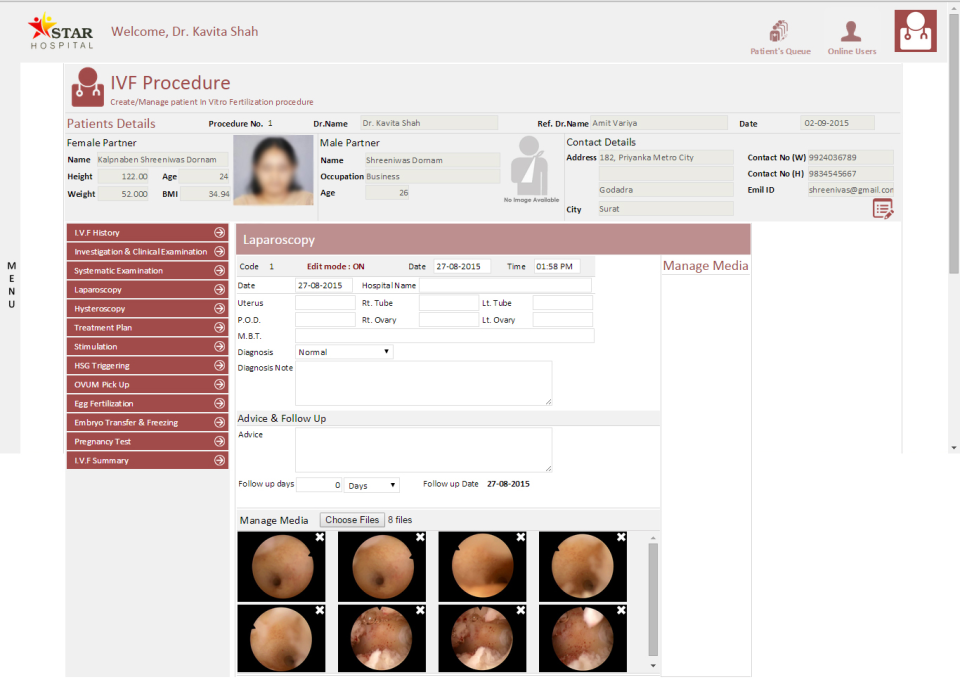 STAR
HOSPITAL
Welcome, Dr. Kavita Shah
Patient's Queue
Online Users
IVF Procedure
Create/Manage patient In Vitro Fertilization procedure
Patients Details
Procedure No. 1
Dr.Name Dr. Kavita Shah
Ref. Dr.Name Amit Variya
Date 02-09-2015
Female Partner
Name Kalpnaben Shreeniwas Dornam
Height 122.00 Age 24
Weight 52.000 BMI 34.94
Male Partner
Name Shreeniwas Dornam
Occupation Business
Age 26
No Image Available
Contact Details
Address 182, Priyanka Metro City
Godadra
City Surat
Contact No (W) 9924036789
Contact No (H) 9834545667
Emil ID shreenivas@gmail.con
MENU
I.V.F History
Investigation & Clinical Examination
Systematic Examination
Laparoscopy
Hysteroscopy
Treatment Plan
Stimulation
HSG Triggering
OVUM Pick Up
Egg Fertilization
Embryo Transfer & Freezing
Pregnancy Test
I.V.F Summary
Laparoscopy
Code 1 Edit mode : ON Date 27-08-2015 Time 01:58 PM
Date 27-08-2015 Hospital Name
Uterus Rt. Tube Lt. Tube
P.O.D. Rt. Ovary Lt. Ovary
M.B.T.
Diagnosis Normal
Diagnosis Note
Advice & Follow Up
Advice
Follow up days 0 Days Follow up Date 27-08-2015
Manage Media Choose Files 8 files
Manage Media